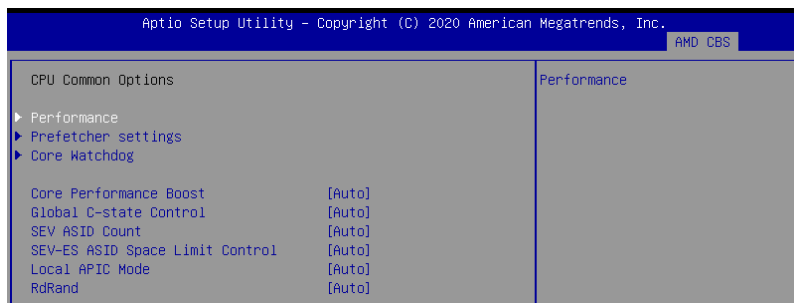 Aptio Setup Utility – Copyright (C) 2020 American Megatrends, Inc.
AMD CBS
CPU Common Options
Performance
Performance
Prefetcher settings
Core Watchdog
Core Performance Boost [Auto]
Global C-state Control [Auto]
SEV ASID Count [Auto]
SEV-ES ASID Space Limit Control [Auto]
Local APIC Mode [Auto]
RdRand [Auto]